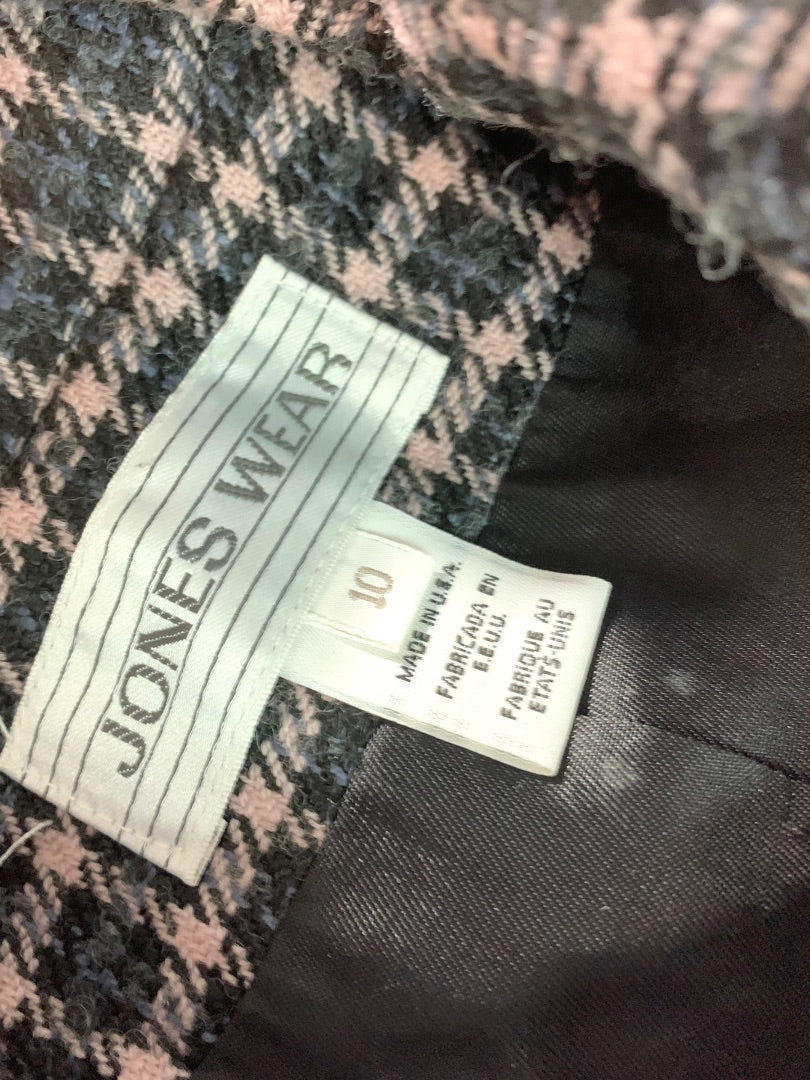 JONES WEAR
10
MADE IN U.S.A.
FABRICADA EN
E.E.U.U.
FABRIQUE AU
ETATS-UNIS